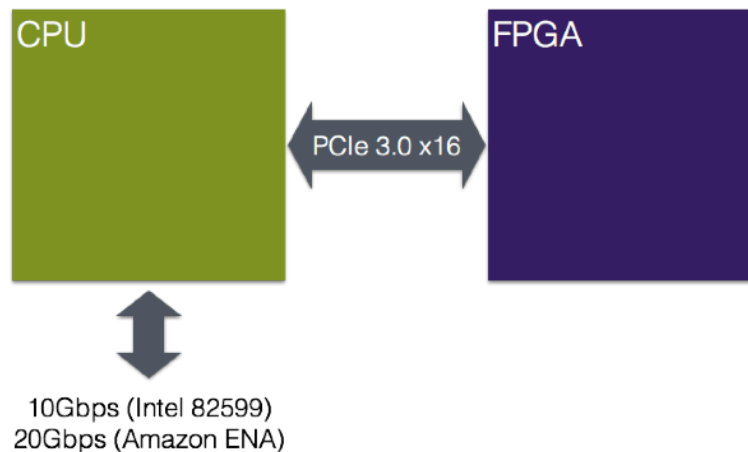 CPU
FPGA
PCIe 3.0 x16
10Gbps (Intel 82599)
20Gbps (Amazon ENA)